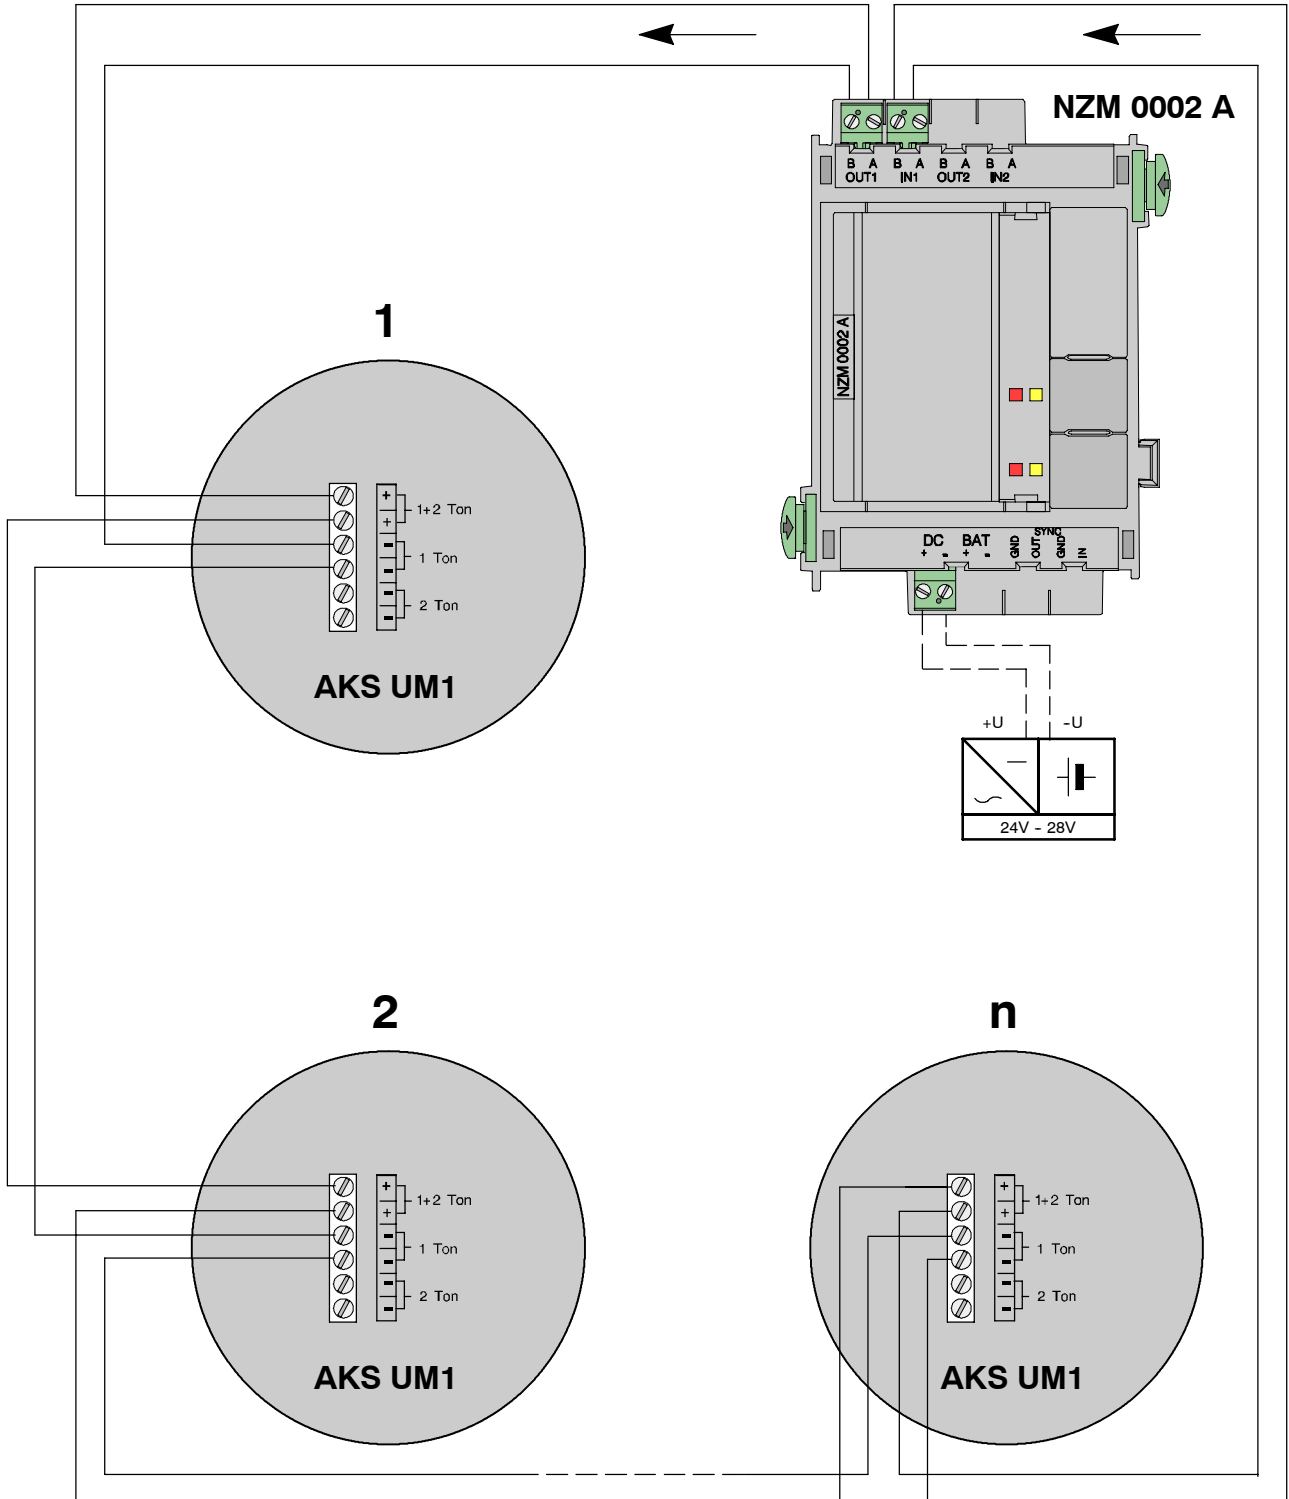 NZM 0002 A
B A B A B A B A
OUT1 IN1 OUT2 IN2
NZM 0002 A
DC BAT
+ - + -
GND OUT SYNC GND IN
+U -U
24V - 28V
1
+
+
-
-
-
-
1+2 Ton
1 Ton
2 Ton
AKS UM1
2
+
+
-
-
-
-
1+2 Ton
1 Ton
2 Ton
AKS UM1
n
+
+
-
-
-
-
1+2 Ton
1 Ton
2 Ton
AKS UM1